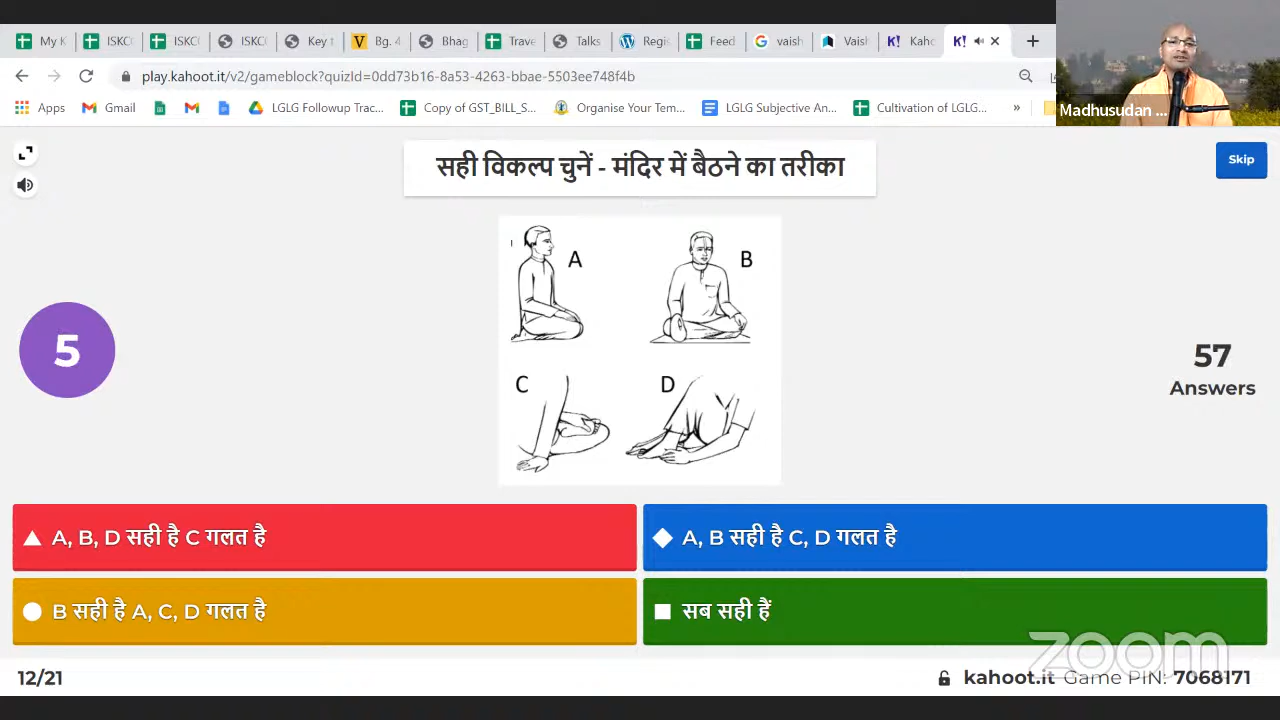 My K
ISKC
ISKC
ISKC
Key t
Bg. 4
Bhag
Trave
Talks
Regis
Feed
vaish
Vaish
Kaho
K!
play.kahoot.it/v2/gameblock?quizId=0dd73b16-8a53-4263-bbae-5503ee748f4b
Apps
Gmail
LGLG Followup Trac...
Copy of GST_BILL_S...
Organise Your Tem...
LGLG Subjective An...
Cultivation of LGLG...
»
Madhusudan ...
सही विकल्प चुनें - मंदिर में बैठने का तरीका
Skip
A
B
C
D
5
57
Answers
A, B, D सही है C गलत है
A, B सही है C, D गलत है
B सही है A, C, D गलत है
सब सही हैं
zoom
12/21
kahoot.it Game PIN: 7068171